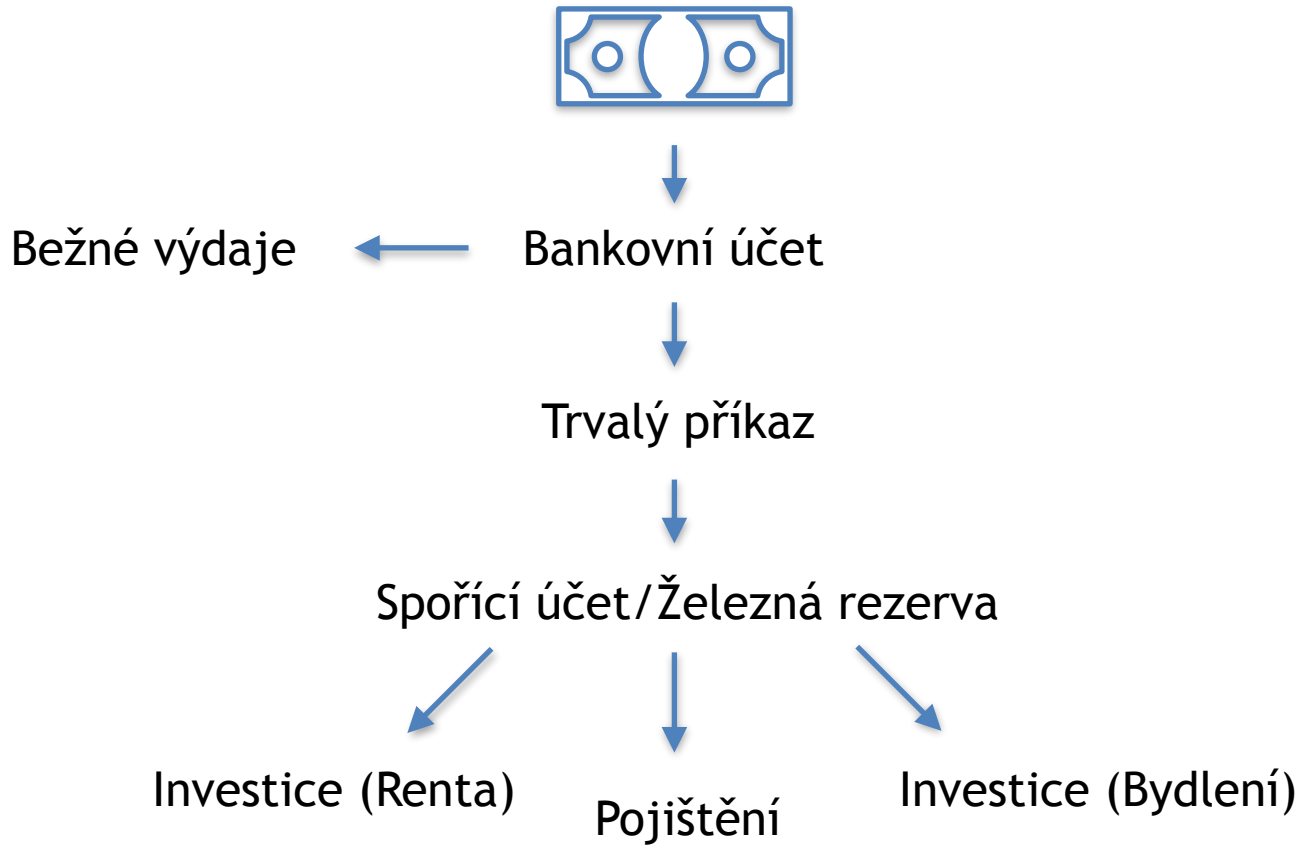 Bežné výdaje
Bankovní účet
Trvalý příkaz
Spořící účet/Železná rezerva
Investice (Renta)
Pojištění
Investice (Bydlení)